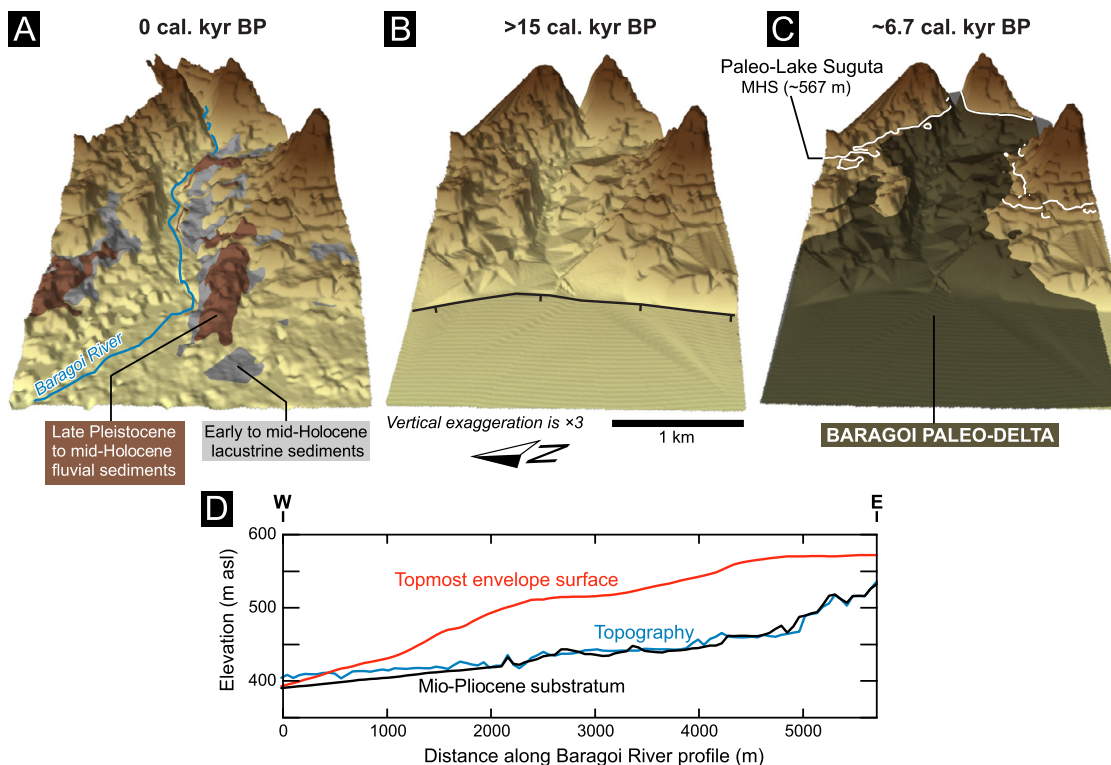 A
0 cal. kyr BP
B
>15 cal. kyr BP
C
~6.7 cal. kyr BP
Paleo-Lake Suguta
MHS (~567 m)
Baragoi River
Late Pleistocene
to mid-Holocene
fluvial sediments
Early to mid-Holocene
lacustrine sediments
Vertical exaggeration is ×3
N
1 km
BARAGOI PALEO-DELTA
D
W
E
600
500
400
Elevation (m asl)
Topmost envelope surface
Topography
Mio-Pliocene substratum
0
1000
2000
3000
4000
5000
Distance along Baragoi River profile (m)